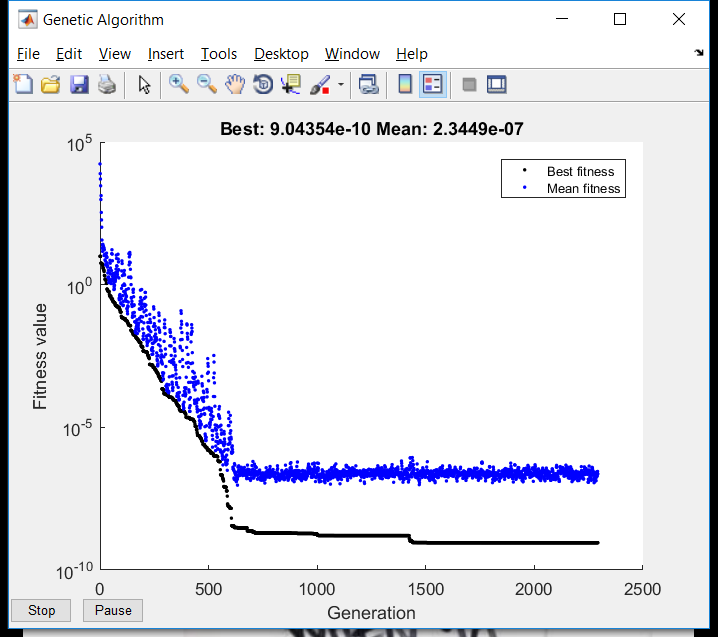 Genetic Algorithm
File Edit View Insert Tools Desktop Window Help
Best: 9.04354e-10 Mean: 2.3449e-07
10^5
Best fitness
Mean fitness
10^0
Fitness value
10^-5
10^-10
0 500 1000 1500 2000 2500
Generation
Stop Pause